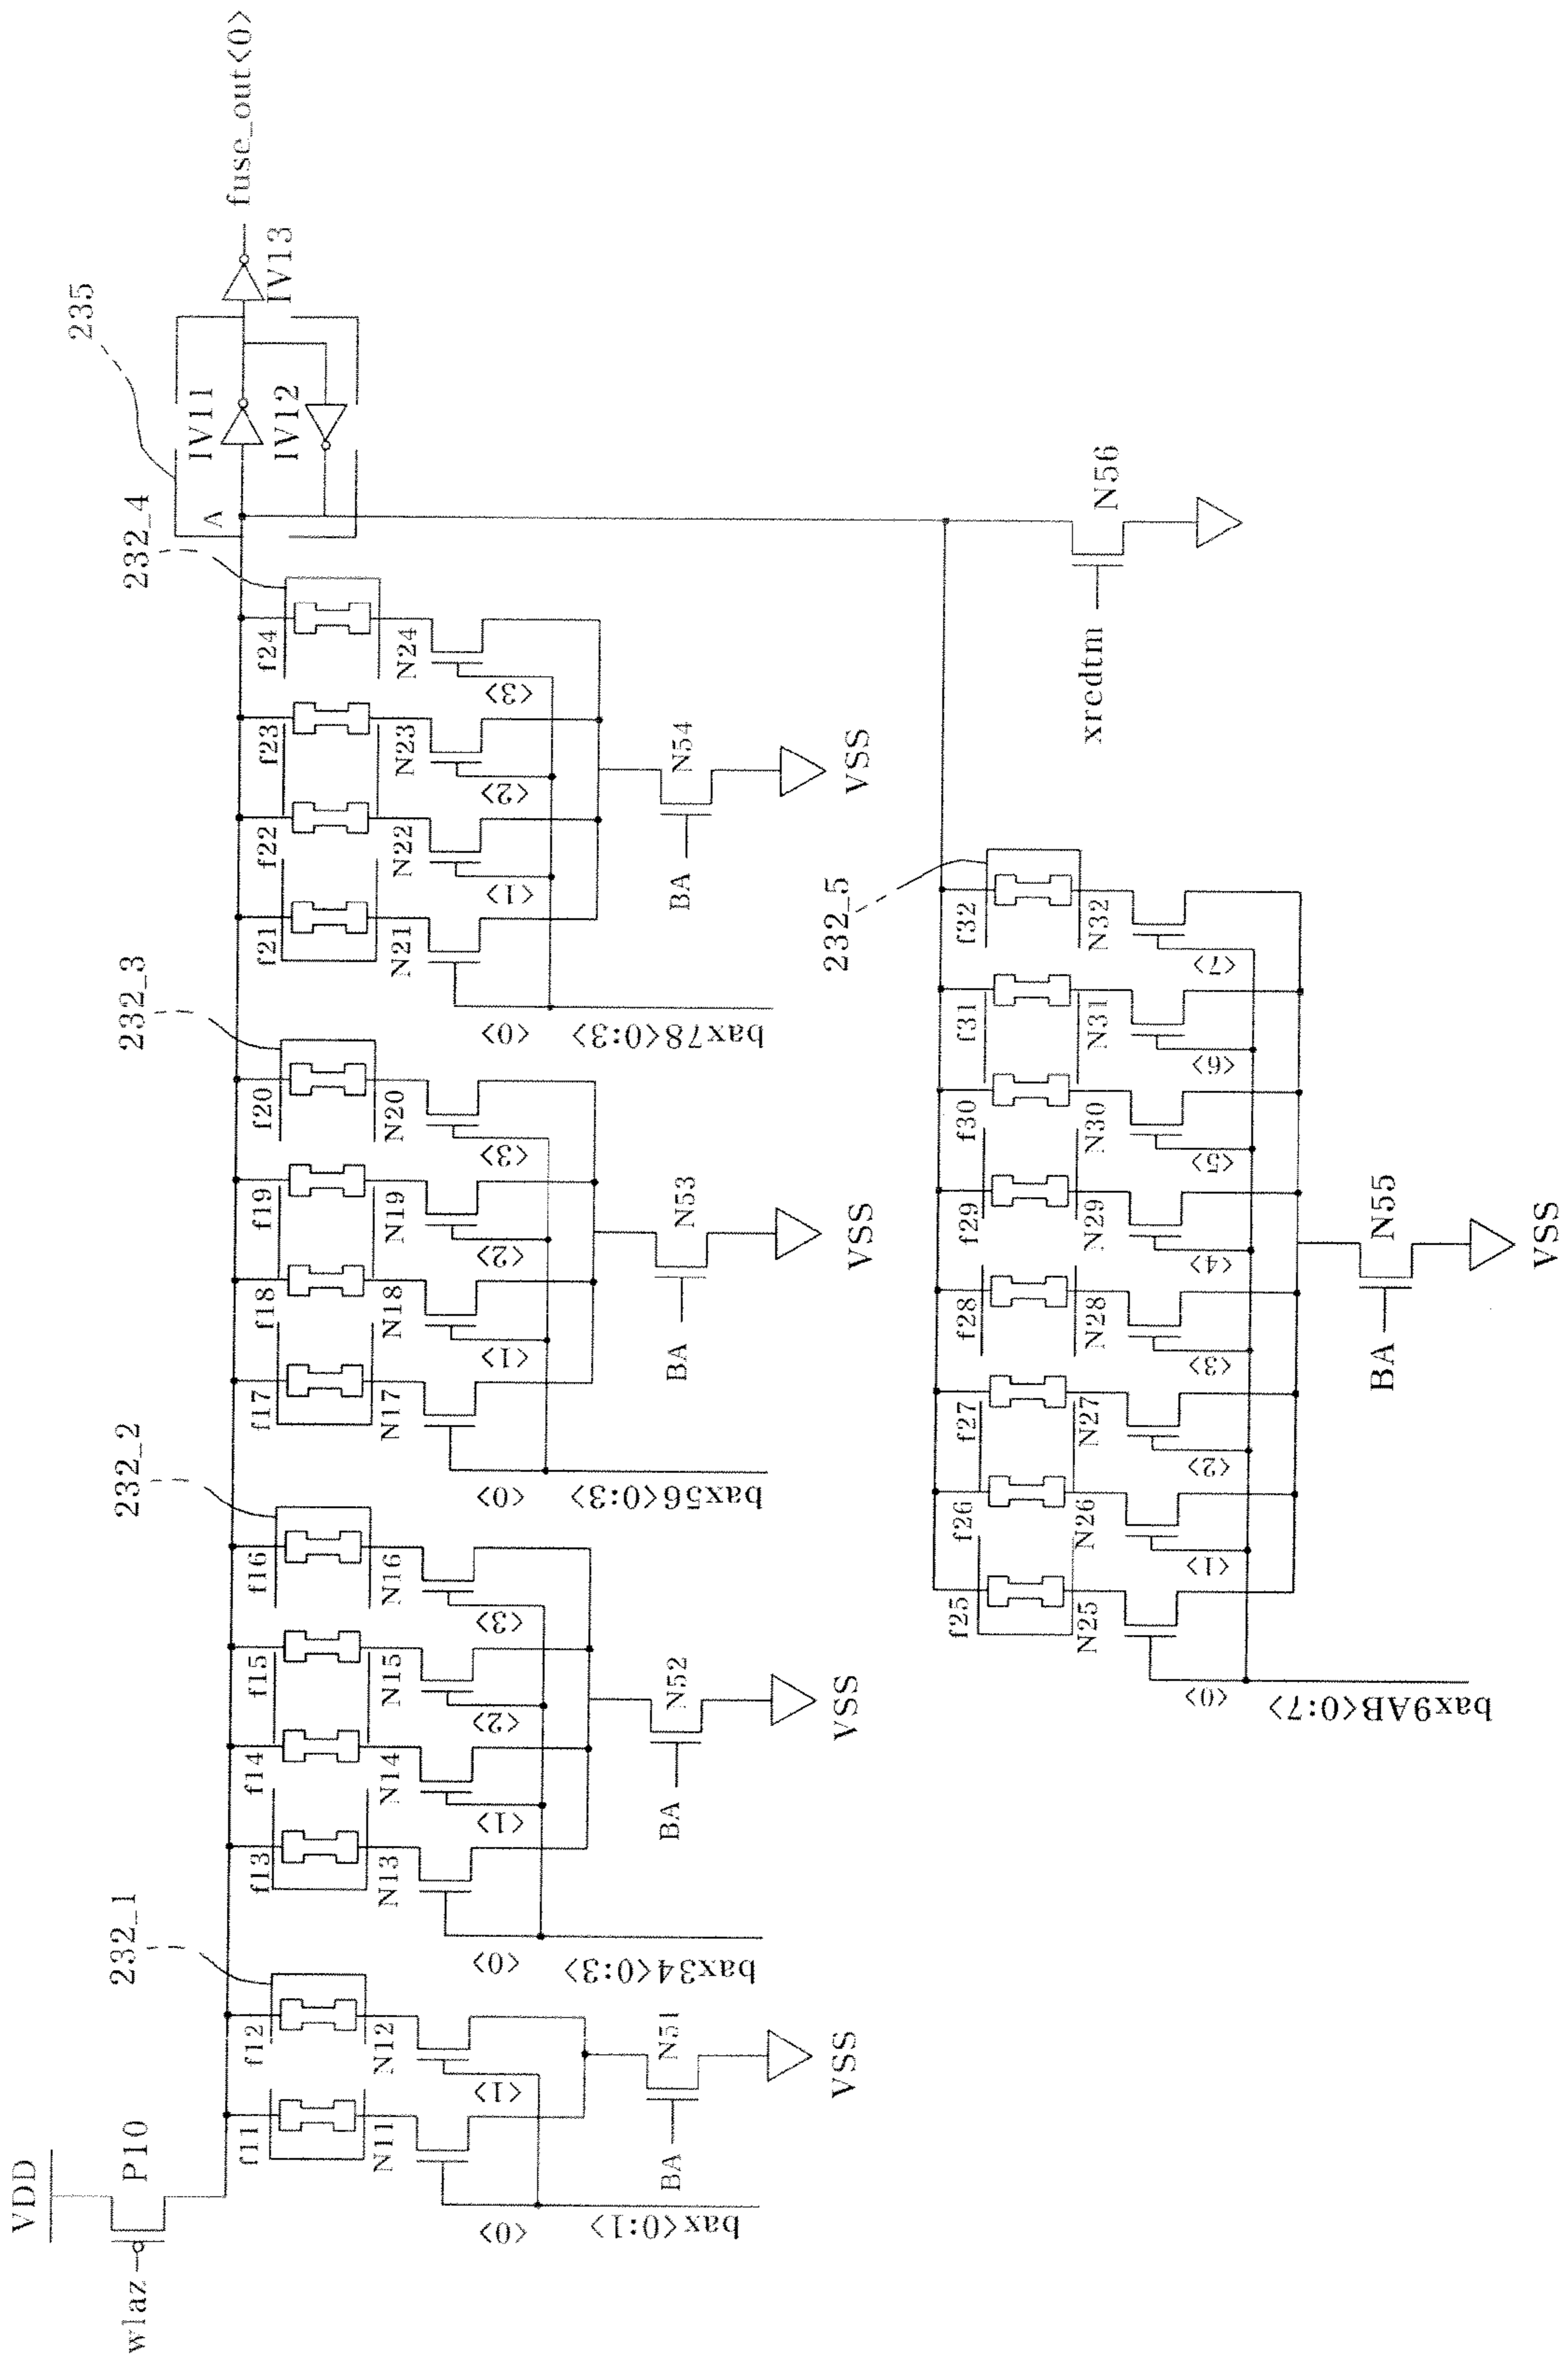 VDD
P10
wlaz
232_1
232_2
232_3
232_4
235
A
IV11
IV12
IV13
fuse_out<0>
f11
f12
f13
f14
f15
f16
f17
f18
f19
f20
f21
f22
f23
f24
N11
N12
N13
N14
N15
N16
N17
N18
N19
N20
N21
N22
N23
N24
<0>
<1>
<0>
<1>
<2>
<3>
<0>
<1>
<2>
<3>
<0>
<1>
<2>
<3>
bax<0:1>
bax34<0:3>
bax56<0:3>
bax78<0:3>
BA
N51
BA
N52
BA
N53
BA
N54
VSS
VSS
VSS
VSS
xredtm
N56
232_5
f25
f26
f27
f28
f29
f30
f31
f32
N25
N26
N27
N28
N29
N30
N31
N32
<0>
<1>
<2>
<3>
<4>
<5>
<6>
<7>
bax9AB<0:7>
BA
N55
VSS